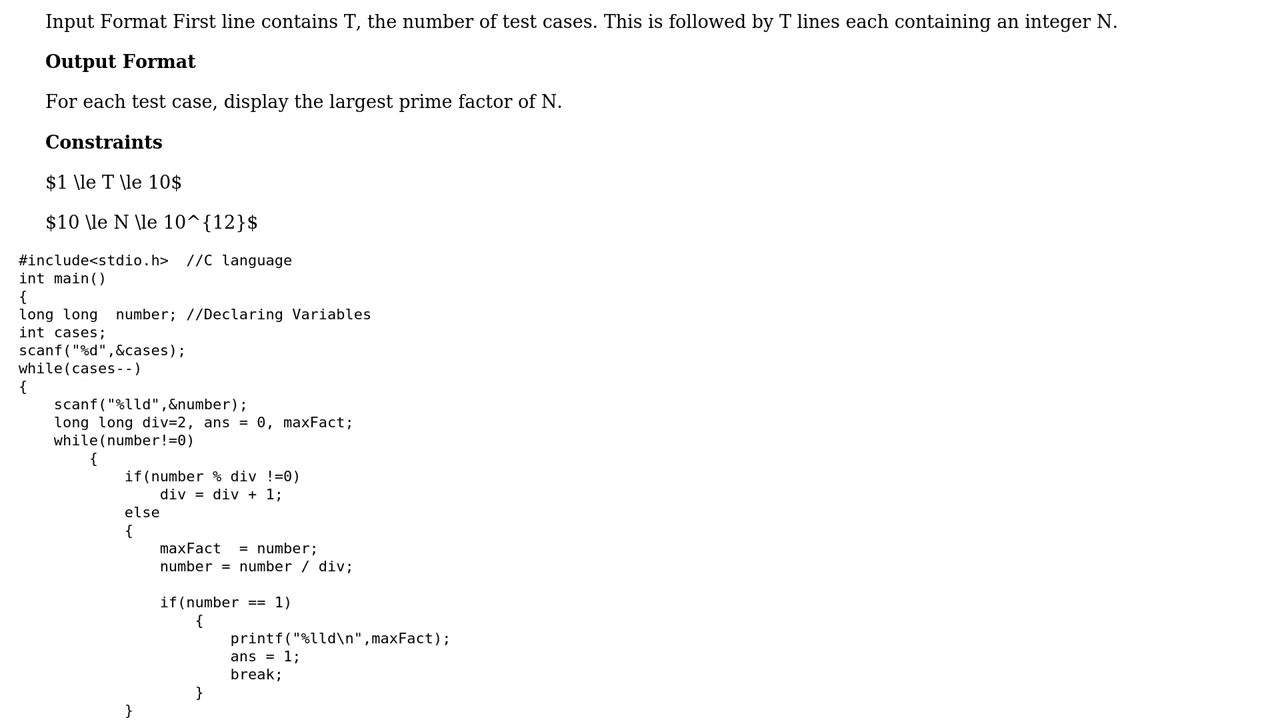 Input Format First line contains T, the number of test cases. This is followed by T lines each containing an integer N.
Output Format
For each test case, display the largest prime factor of N.
Constraints
$1 \le T \le 10$
$10 \le N \le 10^{12}$
#include<stdio.h>  //C language
int main()
{
long long  number; //Declaring Variables
int cases;
scanf("%d",&cases);
while(cases--)
{
    scanf("%lld",&number);
    long long div=2, ans = 0, maxFact;
    while(number!=0)
        {
            if(number % div !=0)
                div = div + 1;
            else
            {
                maxFact  = number;
                number = number / div;
                if(number == 1)
                    {
                        printf("%lld\n",maxFact);
                        ans = 1;
                        break;
                    }
            }